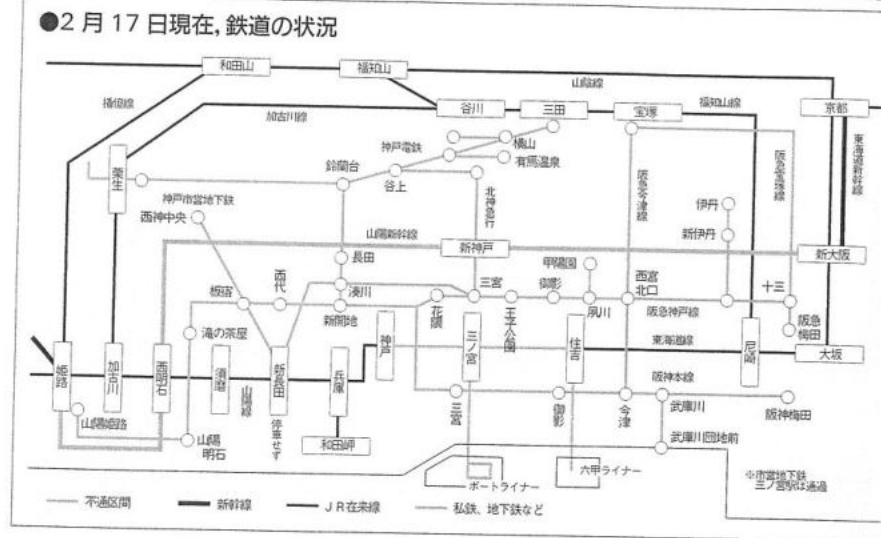 ●2月17日現在,鉄道の状況
和田山
福知山
山陰線
播但線
加古川線
谷川
三田
宝塚
福知山線
京都
東海道新幹線
粟生
神戸電鉄
横山
有馬温泉
鈴蘭台
谷上
北神急行
阪急今津線
阪急宝塚線
伊丹
新伊丹
神戸市営地下鉄
西神中央
山陽新幹線
新神戸
新大阪
長田
甲陽園
板宿
西代
湊川
新開地
花隈
三宮
王子公園
御影
夙川
西宮北口
阪急神戸線
十三
阪急梅田
滝の茶屋
神戸
三ノ宮
住吉
東海道線
尼崎
大坂
姫路
加古川
西明石
須磨
山陽線
新長田
停車せず
兵庫
和田岬
山陽姫路
山陽明石
三宮
御影
今津
阪神本線
武庫川
阪神梅田
武庫川団地前
ポートライナー
六甲ライナー
※市営地下鉄
三ノ宮駅は通過
不通区間
新幹線
JR在来線
私鉄、地下鉄など